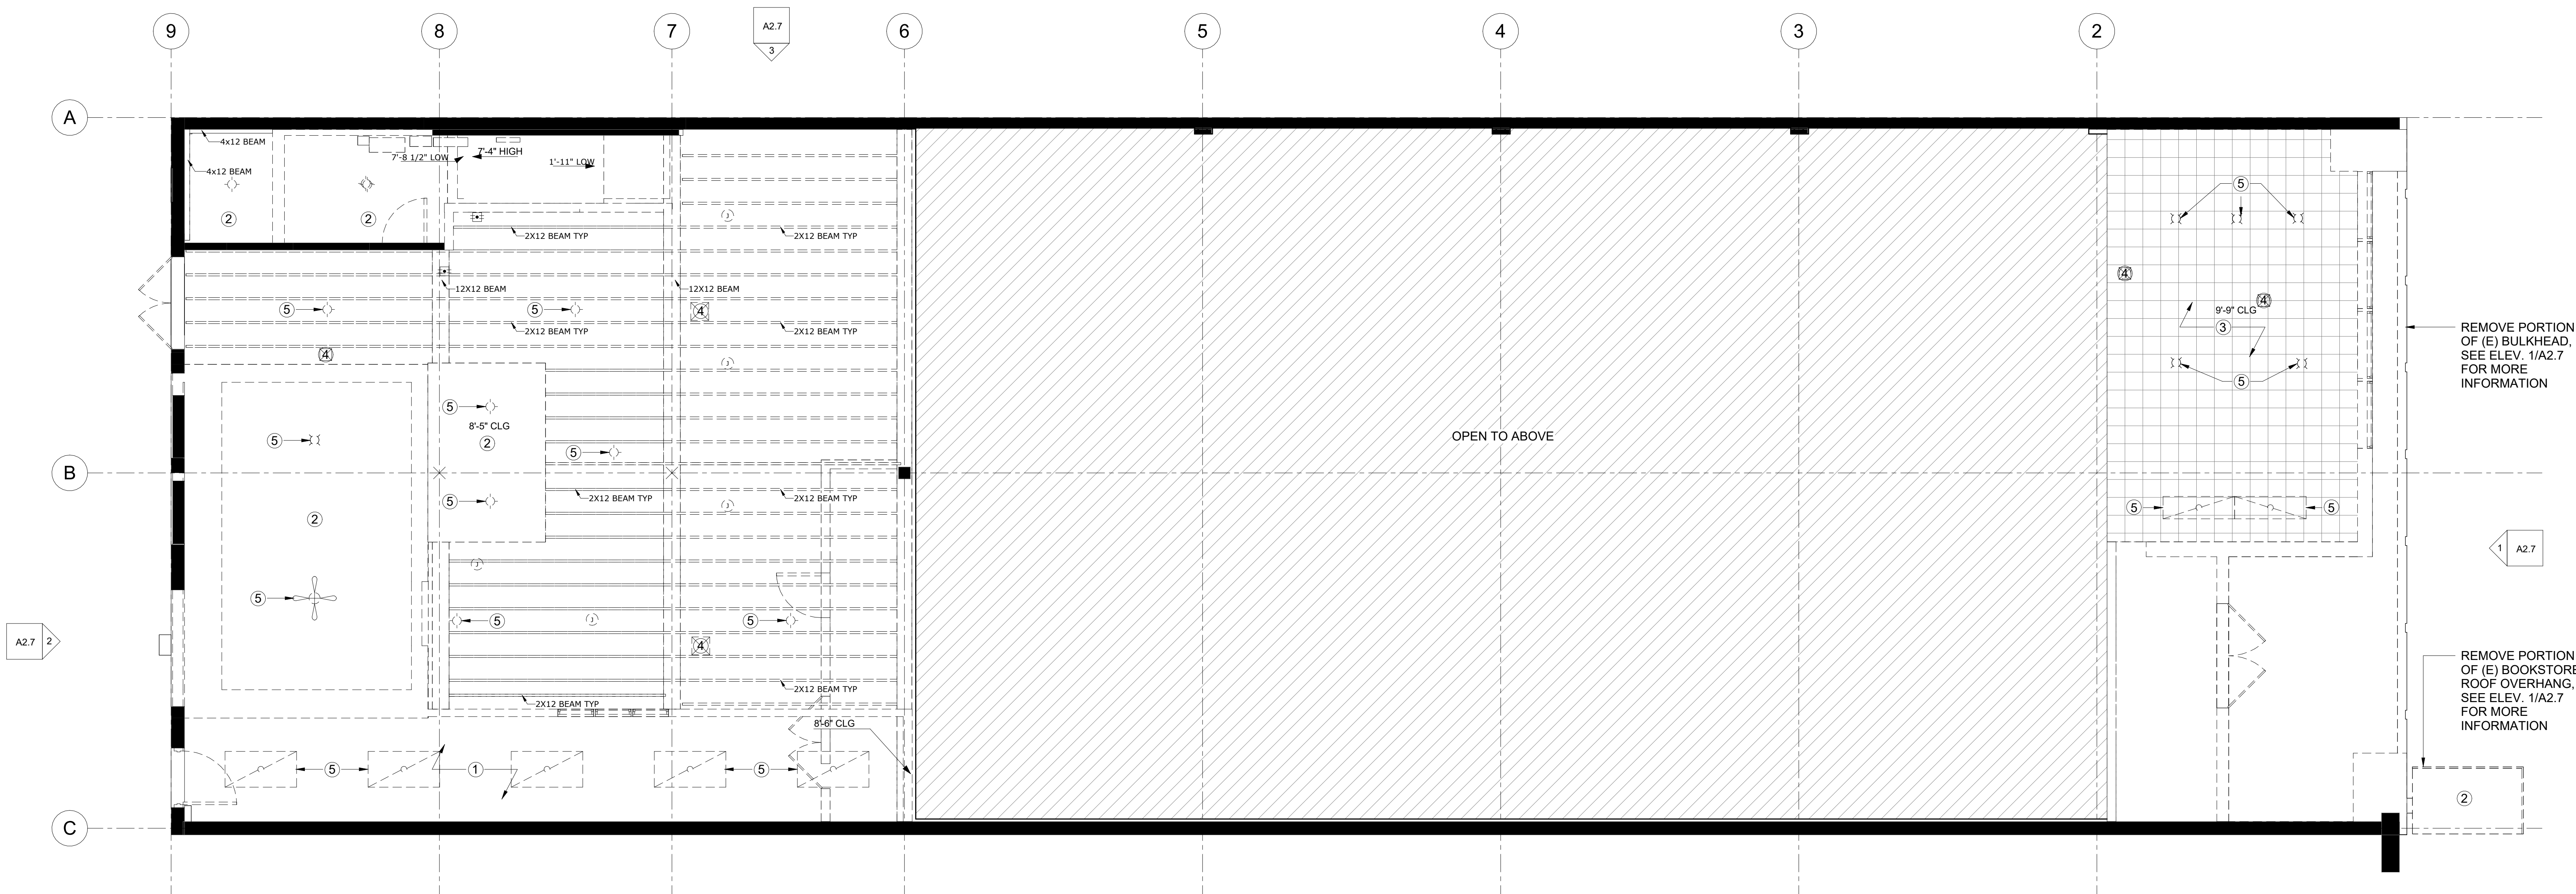 A2.7
3
9
8
7
6
5
4
3
2
A
4x12 BEAM
7'-8 1/2" LOW
7'-4" HIGH
1'-11" LOW
4x12 BEAM
5
2
2
J
2X12 BEAM TYP
2X12 BEAM TYP
4
12X12 BEAM
12X12 BEAM
4
5
5
4
9'-9" CLG
3
2X12 BEAM TYP
2X12 BEAM TYP
REMOVE PORTION
OF (E) BULKHEAD,
SEE ELEV. 1/A2.7
FOR MORE
INFORMATION
4
J
5
5
8'-5" CLG
2
5
OPEN TO ABOVE
5
B
2X12 BEAM TYP
2X12 BEAM TYP
5
J
5
5
2
1
A2.7
J
5
5
J
5
A2.7
2
4
REMOVE PORTION
OF (E) BOOKSTORE
ROOF OVERHANG,
SEE ELEV. 1/A2.7
FOR MORE
INFORMATION
2X12 BEAM TYP
2X12 BEAM TYP
8'-6" CLG
5
1
5
2
C